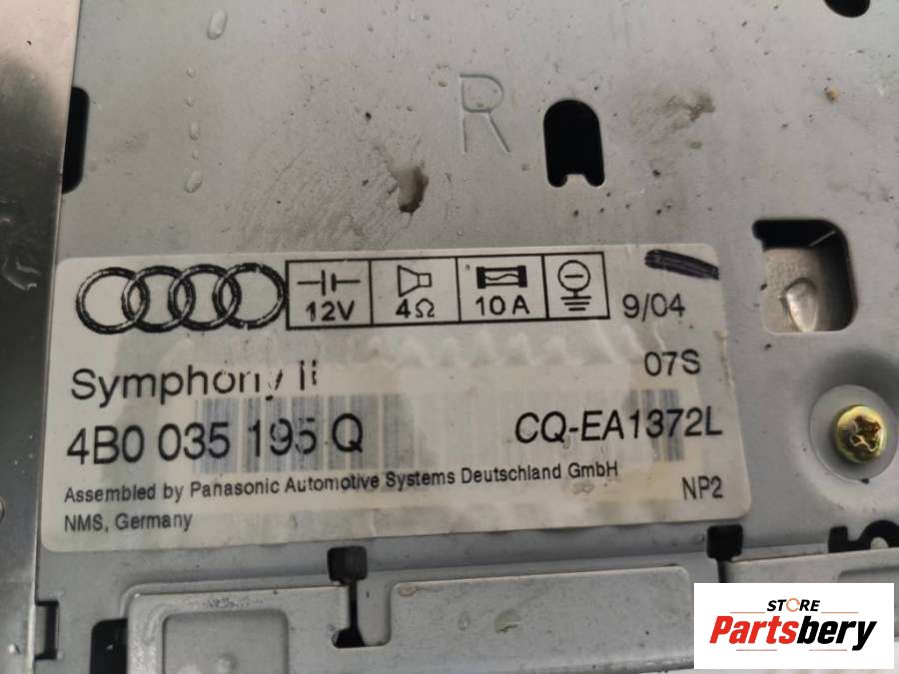 R
12V 4Ω 10A
9/04
Symphony II
07S
4B0 035 195 Q
CQ-EA1372L
Assembled by Panasonic Automotive Systems Deutschland GmbH
NMS, Germany
NP2
STORE
Partsbery